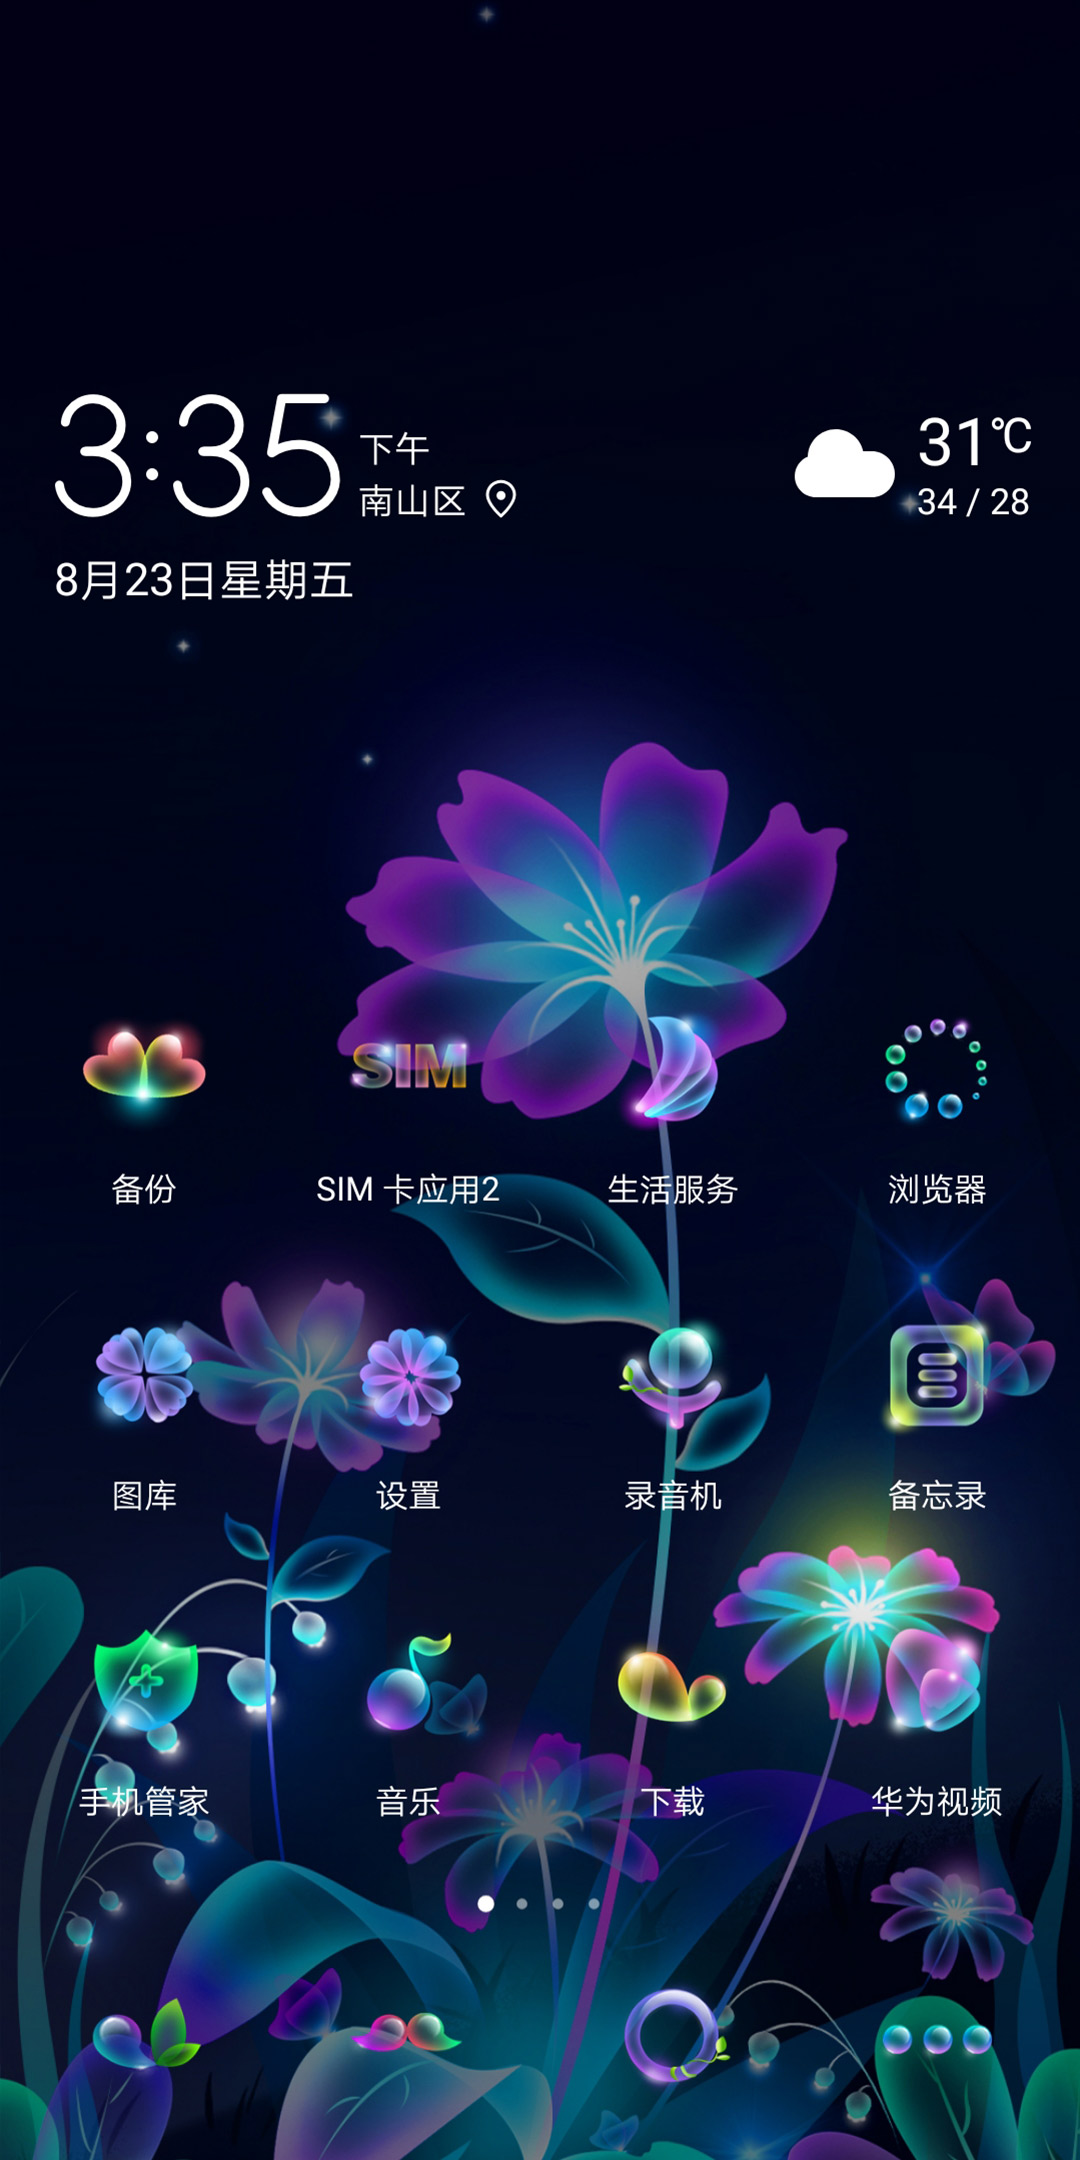 3:35
下午
南山区
31℃
34 / 28
8月23日星期五
SIM
备份
SIM 卡应用2
生活服务
浏览器
图库
设置
录音机
备忘录
手机管家
音乐
下载
华为视频